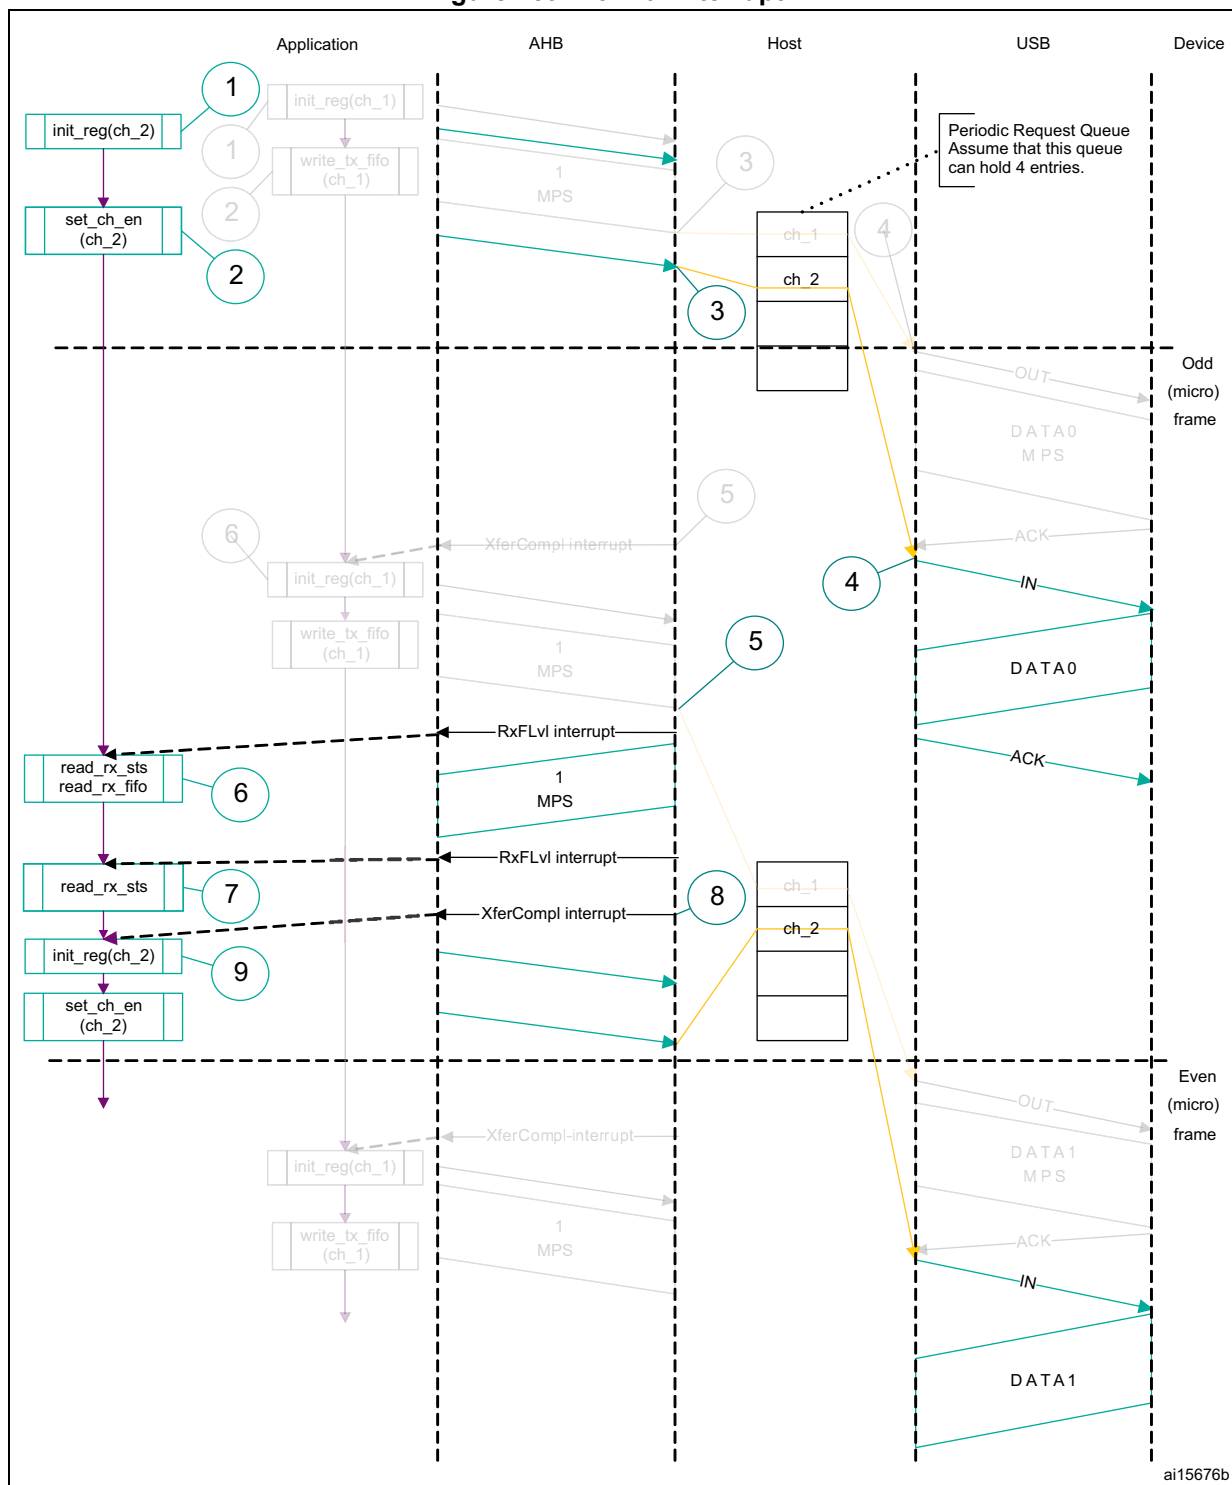 Application
AHB
Host
USB
Device
1
init_reg(ch_1)
init_reg(ch_2)
Periodic Request Queue
Assume that this queue
can hold 4 entries.
1
write_tx_fifo
(ch_1)
1
MPS
3
2
set_ch_en
(ch_2)
ch_1
4
2
ch_2
3
Odd
(micro)
frame
OUT
DATA0
MPS
5
6
XferCompl interrupt
ACK
init_reg(ch_1)
4
IN
write_tx_fifo
(ch_1)
1
MPS
5
DATA0
RxFLvl interrupt
read_rx_sts
read_rx_fifo
6
1
MPS
ACK
RxFLvl interrupt
read_rx_sts
7
8
ch_1
XferCompl interrupt
ch_2
init_reg(ch_2)
9
set_ch_en
(ch_2)
Even
(micro)
frame
OUT
XferCompl-interrupt
init_reg(ch_1)
DATA1
MPS
write_tx_fifo
(ch_1)
1
MPS
ACK
IN
DATA1
ai15676b